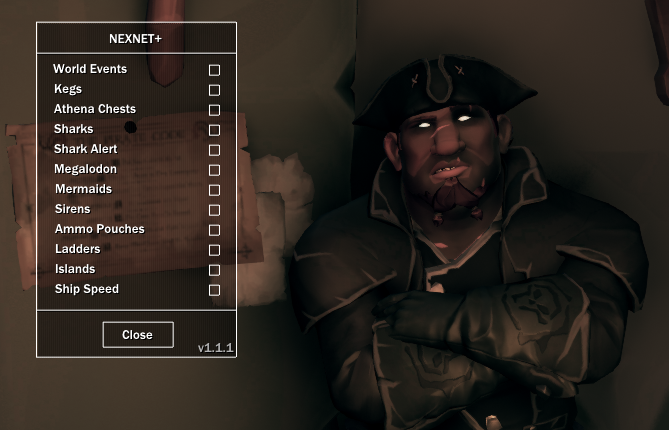 NEXNET+
World Events
Kegs
Athena Chests
Sharks
Shark Alert
Megalodon
Mermaids
Sirens
Ammo Pouches
Ladders
Islands
Ship Speed
Close
v1.1.1